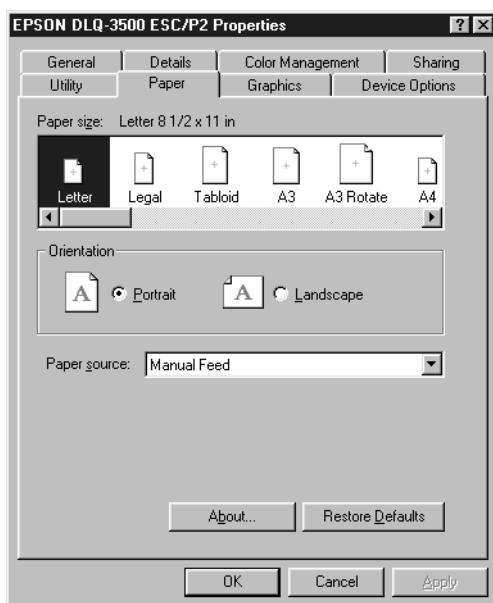 EPSON DLQ-3500 ESC/P2 Properties
General Details Color Management Sharing
Utility Paper Graphics Device Options
Paper size: Letter 8 1/2 x 11 in
Letter Legal Tabloid A3 A3 Rotate A4
Orientation
A Portrait A Landscape
Paper source: Manual Feed
About... Restore Defaults
OK Cancel Apply